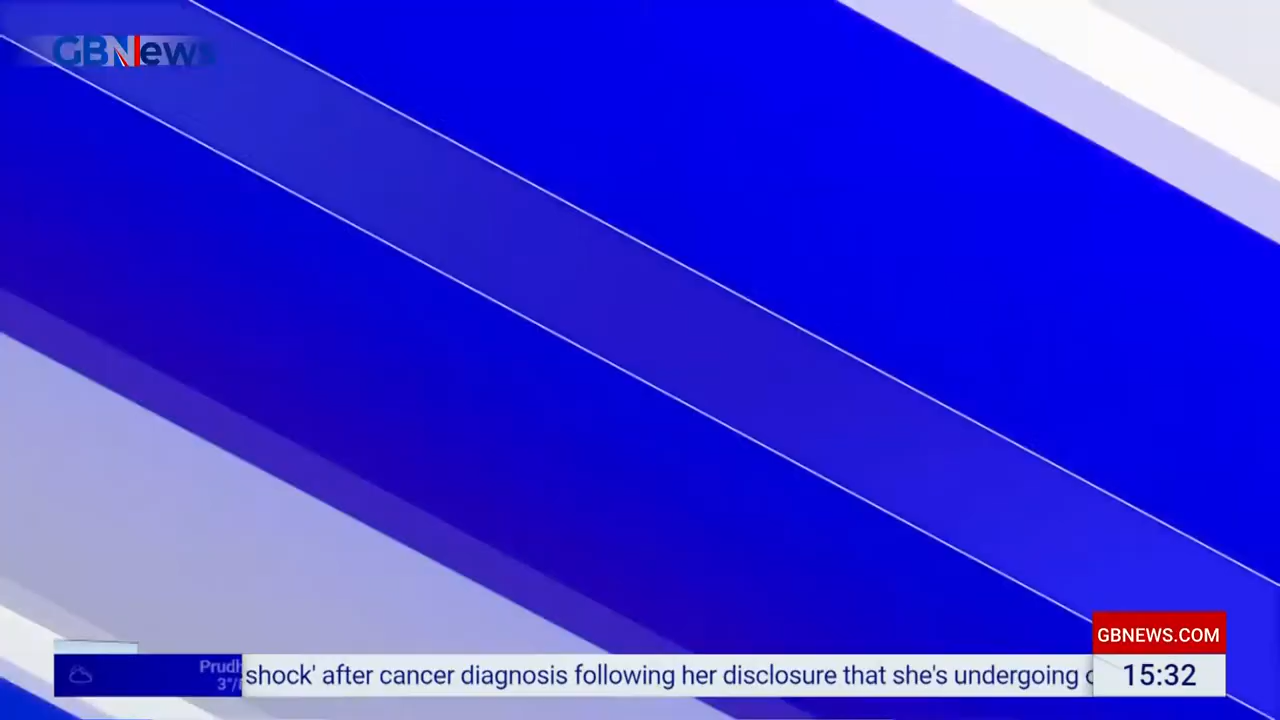 GBNews
GBNEWS.COM
shock' after cancer diagnosis following her disclosure that she's undergoing
15:32